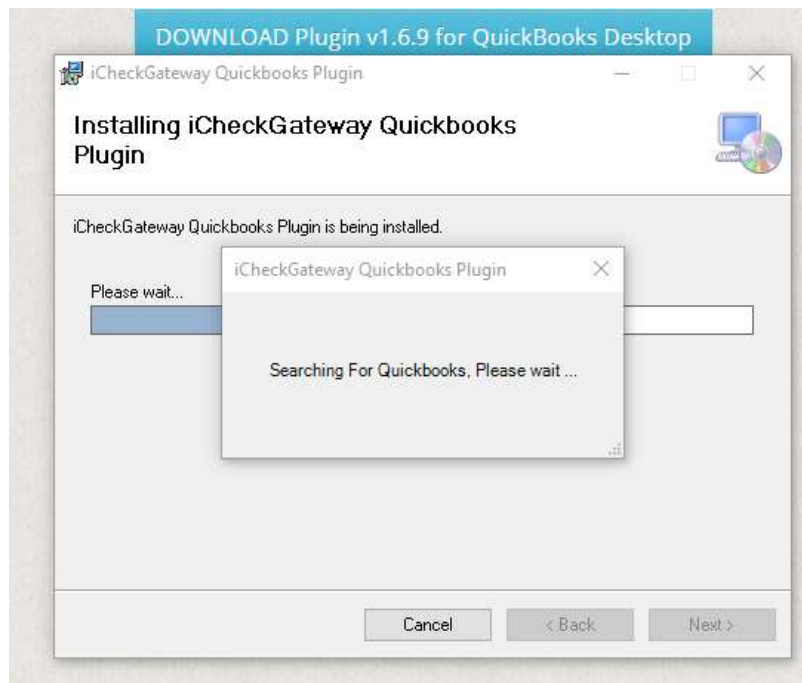 DOWNLOAD Plugin v1.6.9 for QuickBooks Desktop
iCheckGateway Quickbooks Plugin
Installing iCheckGateway Quickbooks
Plugin
iCheckGateway Quickbooks Plugin is being installed.
iCheckGateway Quickbooks Plugin
Please wait...
Searching For Quickbooks, Please wait ...
Cancel
< Back
Next >